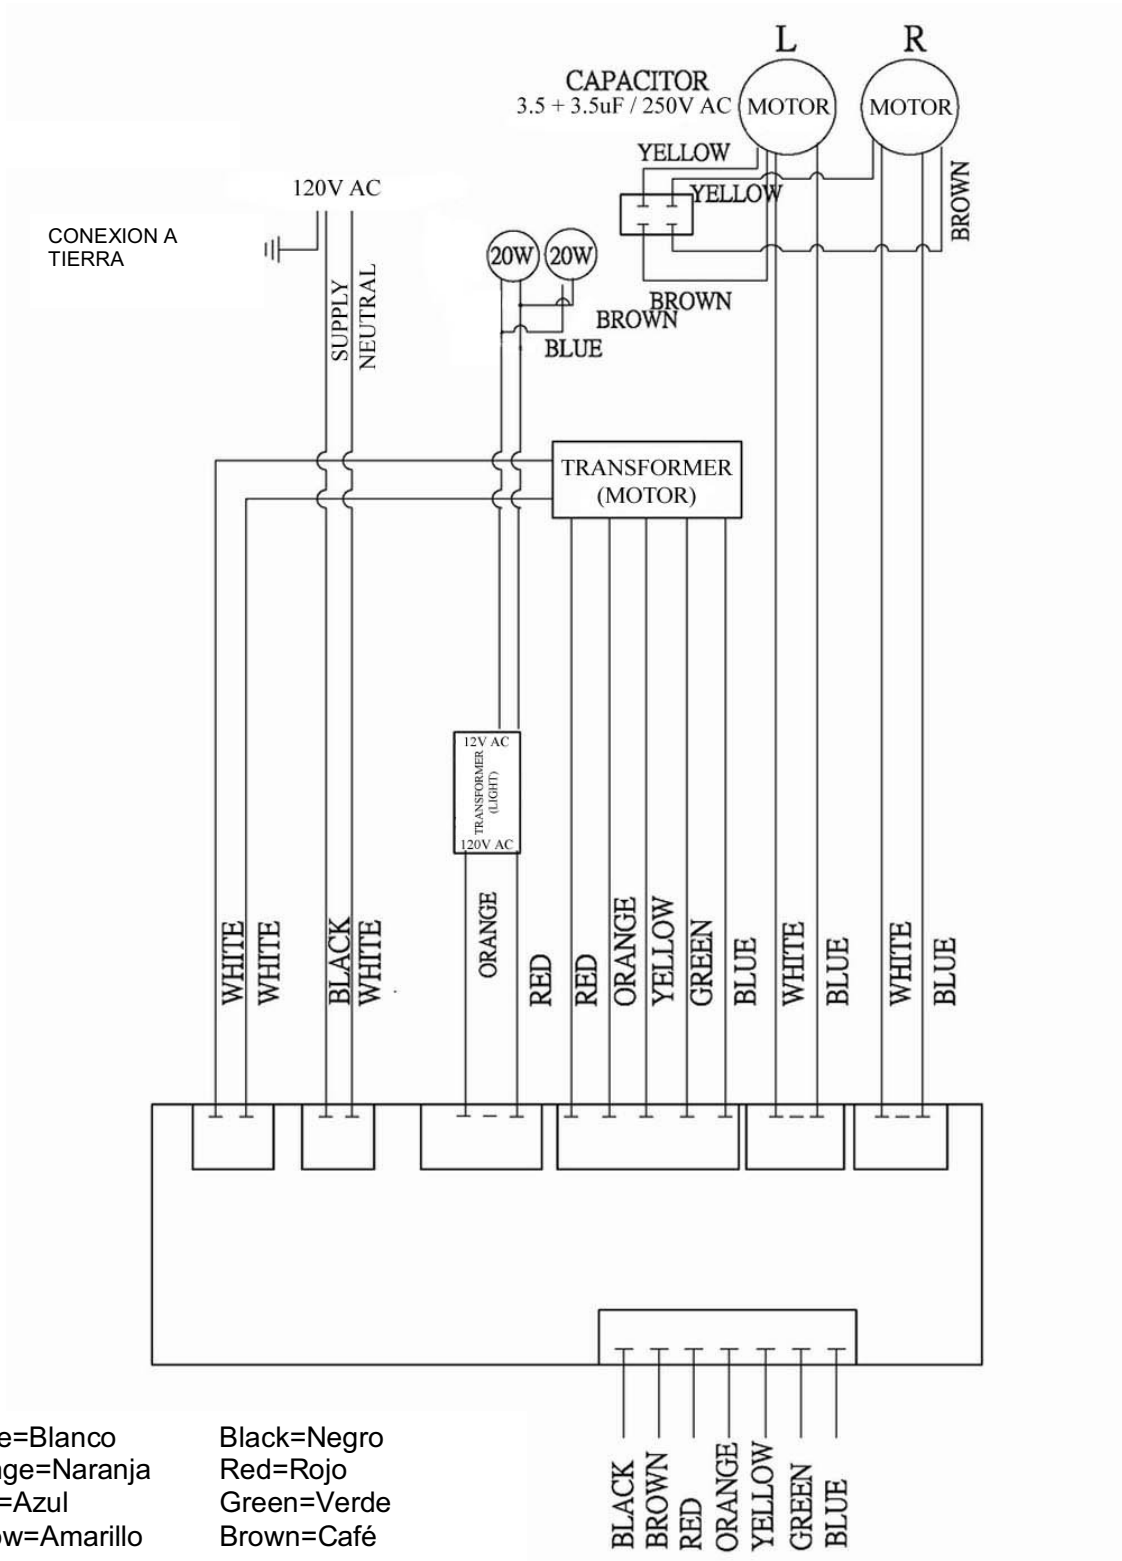 L
R
CAPACITOR
3.5 + 3.5uF / 250V AC
MOTOR
MOTOR
YELLOW
YELLOW
BROWN
120V AC
CONEXION A
TIERRA
SUPPLY
NEUTRAL
20W
20W
BROWN
BROWN
BLUE
TRANSFORMER
(MOTOR)
12V AC
TRANSFORMER
(LIGHT)
120V AC
WHITE
WHITE
BLACK
WHITE
ORANGE
RED
RED
ORANGE
YELLOW
GREEN
BLUE
WHITE
BLUE
WHITE
BLUE
e=Blanco
Black=Negro
nge=Naranja
Red=Rojo
=Azul
Green=Verde
ow=Amarillo
Brown=Café
BLACK
BROWN
RED
ORANGE
YELLOW
GREEN
BLUE